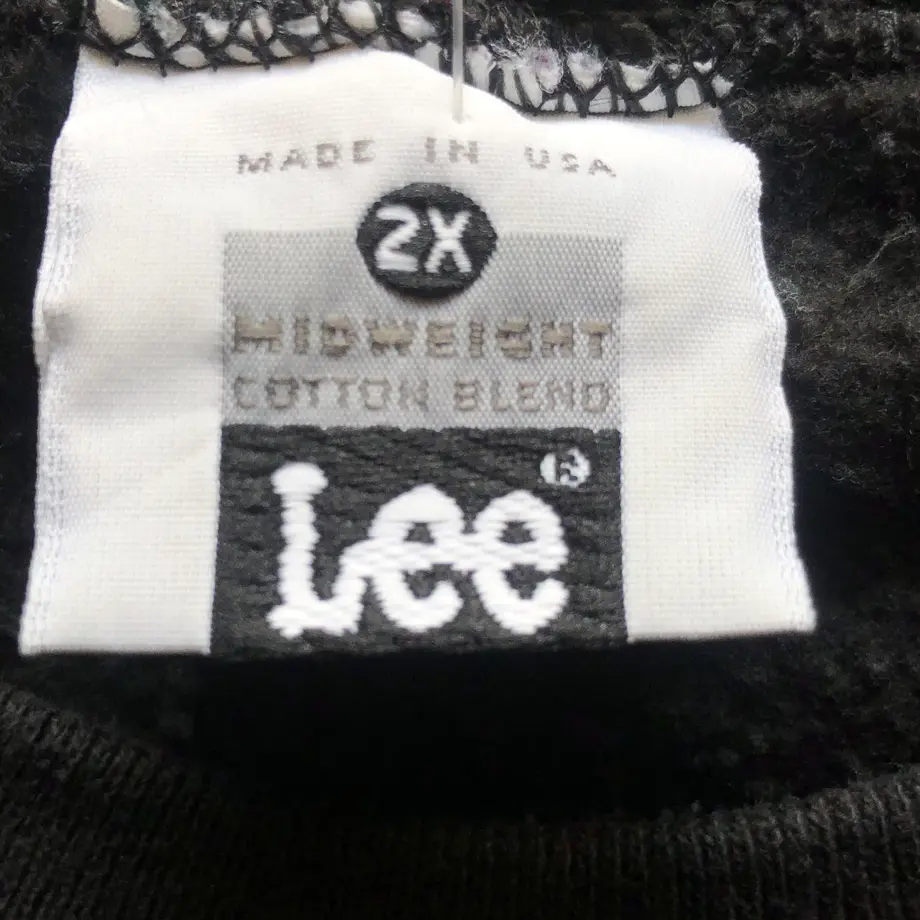 MADE IN USA
2X
MIDWEIGHT
COTTON BLEND
Lee®